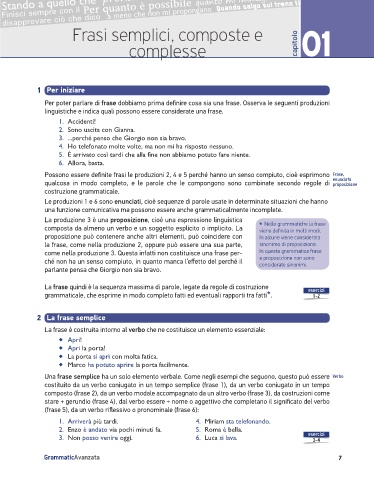 Stando a quello che
Finisci sempre con il Per quanto è possibile
disapprovare ciò che dico a meno che non mi propongano Quando salgo sul treno
Frasi semplici, composte e
complesse
capitolo
01
1 Per iniziare
Per poter parlare di frase dobbiamo prima definire cosa sia una frase. Osserva le seguenti produzioni
linguistiche e indica quali possono essere considerate una frase.
1. Accidenti!
2. Sono uscita con Gianna.
3. ...perché penso che Giorgio non sia bravo.
4. Ho telefonato molte volte, ma non mi ha risposto nessuno.
5. È arrivato così tardi che alla fine non abbiamo potuto fare niente.
6. Allora, basta.
Possono essere definite frasi le produzioni 2, 4 e 5 perché hanno un senso compiuto, cioè esprimono
qualcosa in modo completo, e le parole che le compongono sono combinate secondo regole di
costruzione grammaticale.
Frase,
enunciato
proposizione
Le produzioni 1 e 6 sono enunciati, cioè sequenze di parole usate in determinate situazioni che hanno
una funzione comunicativa ma possono essere anche grammaticalmente incomplete.
La produzione 3 è una proposizione, cioè una espressione linguistica
composta da almeno un verbo e un soggetto esplicito o implicito. La
proposizione può contenere anche altri elementi, può coincidere con
la frase, come nella produzione 2, oppure può essere una sua parte,
come nella produzione 3. Questa infatti non costituisce una frase per-
ché non ha un senso compiuto, in quanto manca l'effetto del perché il
parlante pensa che Giorgio non sia bravo.
* Nelle grammatiche la frase
viene definita in molti modi.
In alcune viene considerata
sinonimo di proposizione.
In questa grammatica frase
e proposizione non sono
considerate sinonimi.
La frase quindi è la sequenza massima di parole, legate da regole di costruzione
grammaticale, che esprime in modo completo fatti ed eventuali rapporti tra fatti*.
esercizi
1-2
2 La frase semplice
La frase è costruita intorno al verbo che ne costituisce un elemento essenziale:
◆ Apri!
◆ Apri la porta!
◆ La porta si aprì con molta fatica.
◆ Marco ha potuto aprire la porta facilmente.
Una frase semplice ha un solo elemento verbale. Come negli esempi che seguono, questo può essere
costituito da un verbo coniugato in un tempo semplice (frase 1), da un verbo coniugato in un tempo
composto (frase 2), da un verbo modale accompagnato da un altro verbo (frase 3), da costruzioni come
stare + gerundio (frase 4), dal verbo essere + nome o aggettivo che completano il significato del verbo
(frase 5), da un verbo riflessivo o pronominale (frase 6):
Verbo
1. Arriverà più tardi.
2. Enzo è andato via pochi minuti fa.
3. Non posso venire oggi.
4. Miriam sta telefonando.
5. Roma è bella.
6. Luca si lava.
esercizi
3-4
GrammaticAvanzata
7